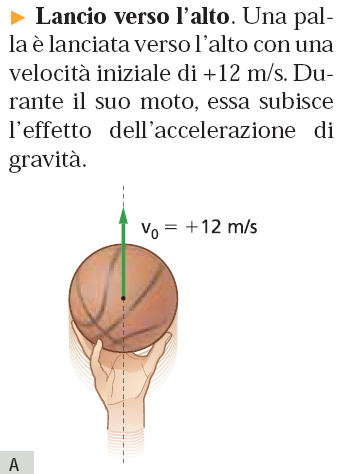 ► Lancio verso l'alto. Una pal-
la è lanciata verso l'alto con una
velocità iniziale di +12 m/s. Du-
rante il suo moto, essa subisce
l'effetto dell'accelerazione di
gravità.
v₀ = +12 m/s
A